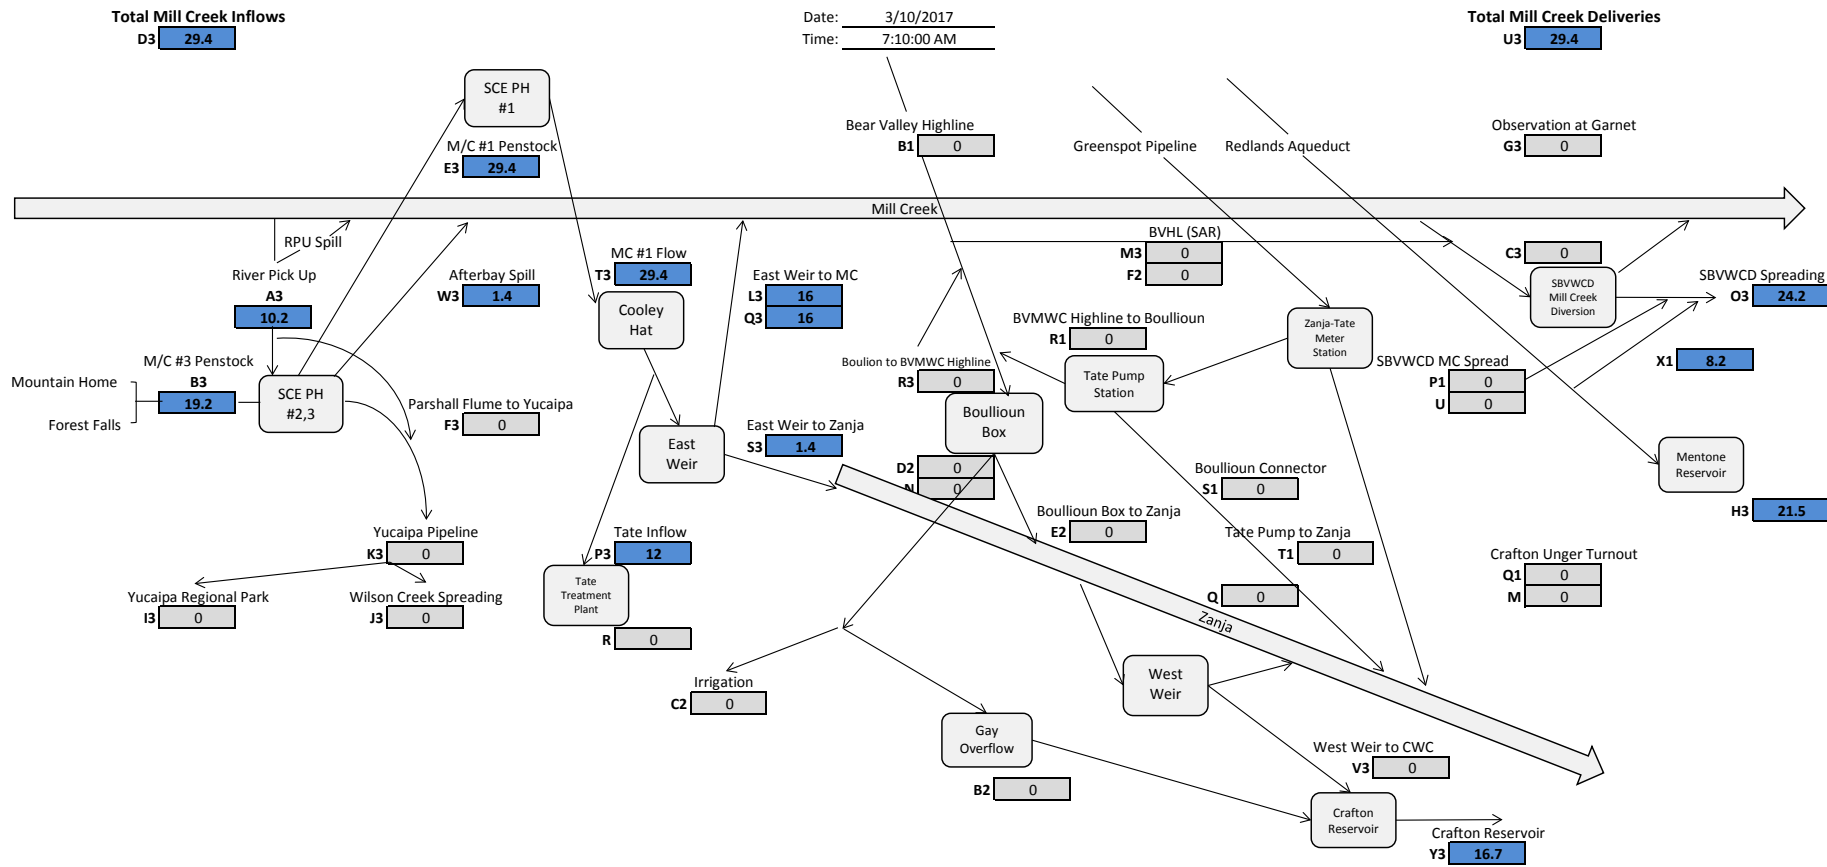 Total Mill Creek Inflows
D3 29.4
Date: 3/10/2017
Time: 7:10:00 AM
Total Mill Creek Deliveries
U3 29.4
SCE PH
#1
M/C #1 Penstock
E3 29.4
Bear Valley Highline
B1 0
Greenspot Pipeline
Redlands Aqueduct
Observation at Garnet
G3 0
Mill Creek
RPU Spill
River Pick Up
A3
10.2
Afterbay Spill
W3 1.4
MC #1 Flow
T3 29.4
Cooley
Hat
East Weir to MC
L3 16
Q3 16
BVHL (SAR)
M3 0
F2 0
C3 0
SBVWCD
Mill Creek
Diversion
SBVWCD Spreading
O3 24.2
BVMWC Highline to Boullioun
R1 0
Zanja-Tate
Meter
Station
Boulion to BVMWC Highline
R3 0
Tate Pump
Station
SBVWCD MC Spread
P1 0
U 0
X1 8.2
M/C #3 Penstock
B3
19.2
Mountain Home
Forest Falls
SCE PH
#2,3
Parshall Flume to Yucaipa
F3 0
East
Weir
East Weir to Zanja
S3 1.4
Boullioun
Box
D2 0
N 0
Boullioun Connector
S1 0
Mentone
Reservoir
H3 21.5
Boullioun Box to Zanja
E2 0
Tate Pump to Zanja
T1 0
Yucaipa Pipeline
K3 0
Tate Inflow
P3 12
Tate
Treatment
Plant
R 0
Crafton Unger Turnout
Q1 0
M 0
Yucaipa Regional Park
I3 0
Wilson Creek Spreading
J3 0
Q 0
Zanja
Irrigation
C2 0
West
Weir
Gay
Overflow
B2 0
West Weir to CWC
V3 0
Crafton
Reservoir
Crafton Reservoir
Y3 16.7